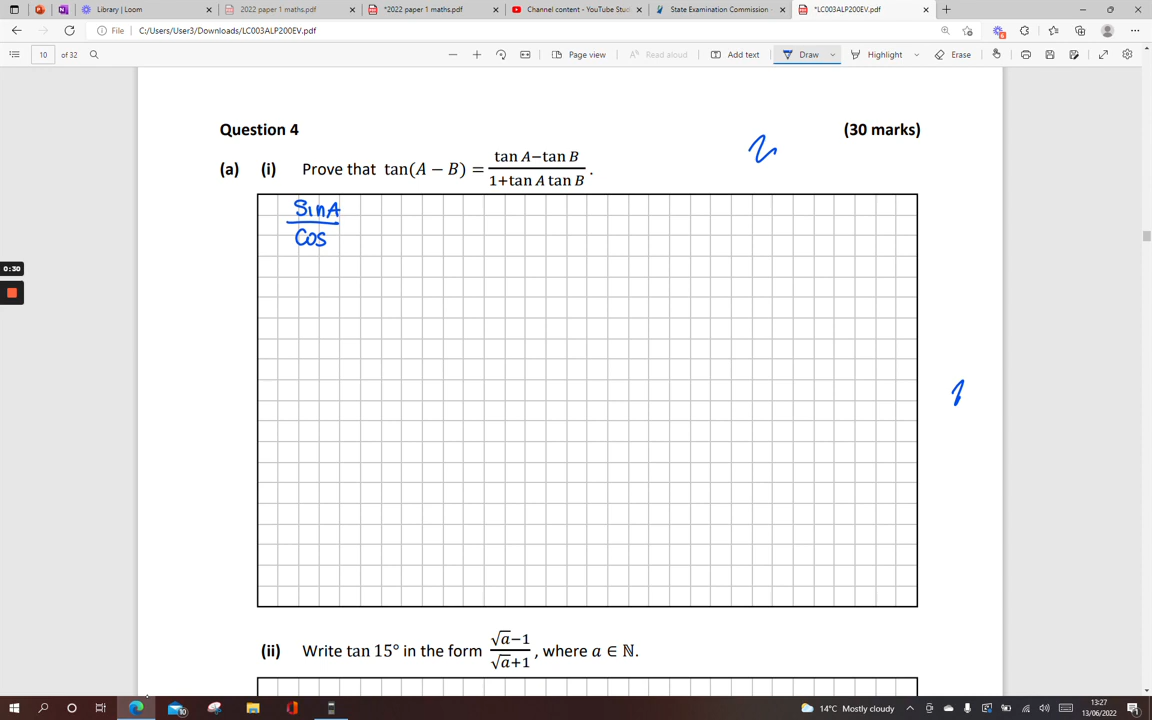 Library | Loom
2022 paper 1 maths.pdf
*2022 paper 1 maths.pdf
Channel content - YouTube Stu
State Examination Commission -
*LC003ALP200EV.pdf
File
C:/Users/User3/Downloads/LC003ALP200EV.pdf
10 of 32
Page view
Read aloud
Add text
Draw
Highlight
Erase
Question 4
(30 marks)
(a) (i) Prove that tan(A − B) = tan A−tan B / 1+tan A tan B .
SinA
Cos
0:30
(ii) Write tan 15° in the form √a−1 / √a+1 , where a ∈ ℕ.
14°C Mostly cloudy
13:27
13/06/2022